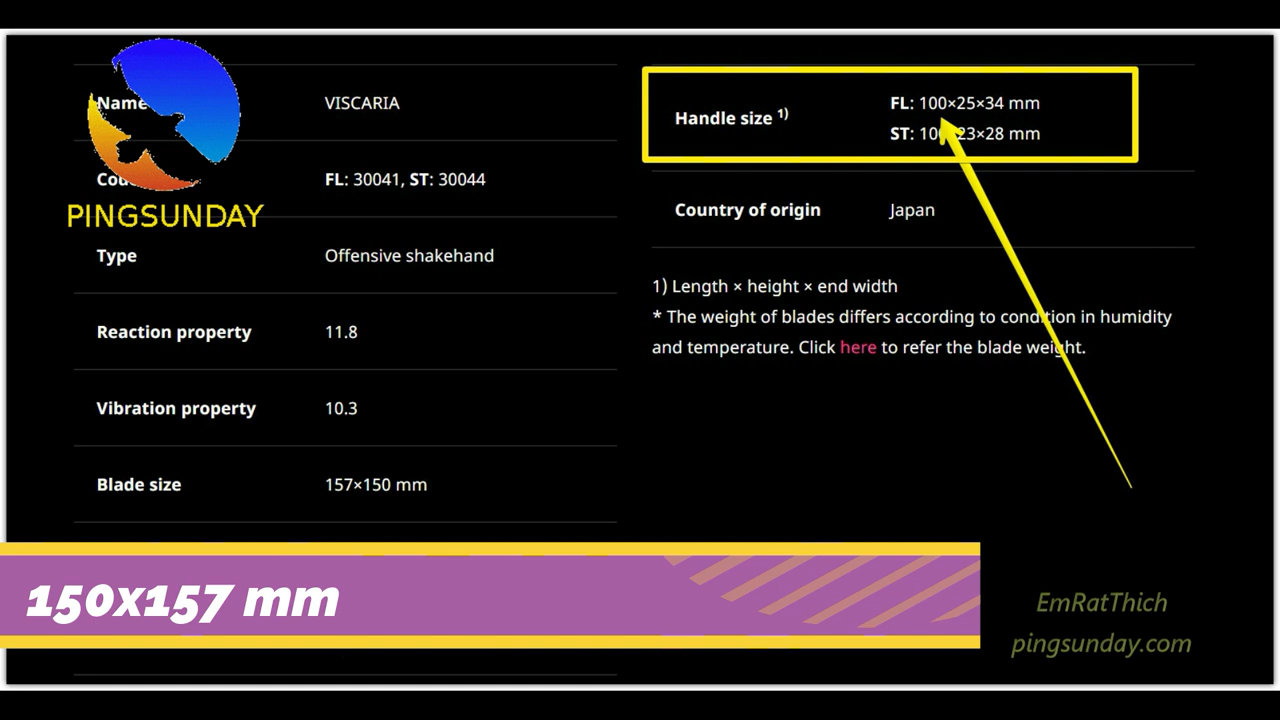 Name VISCARIA
PINGSUNDAY
FL: 30041, ST: 30044
Type Offensive shakehand
Reaction property 11.8
Vibration property 10.3
Blade size 157×150 mm
Handle size 1) FL: 100×25×34 mm
ST: 23×28 mm
Country of origin Japan
1) Length × height × end width
* The weight of blades differs according to condition in humidity
and temperature. Click here to refer the blade weight.
150x157 mm
EmRatThich
pingsunday.com